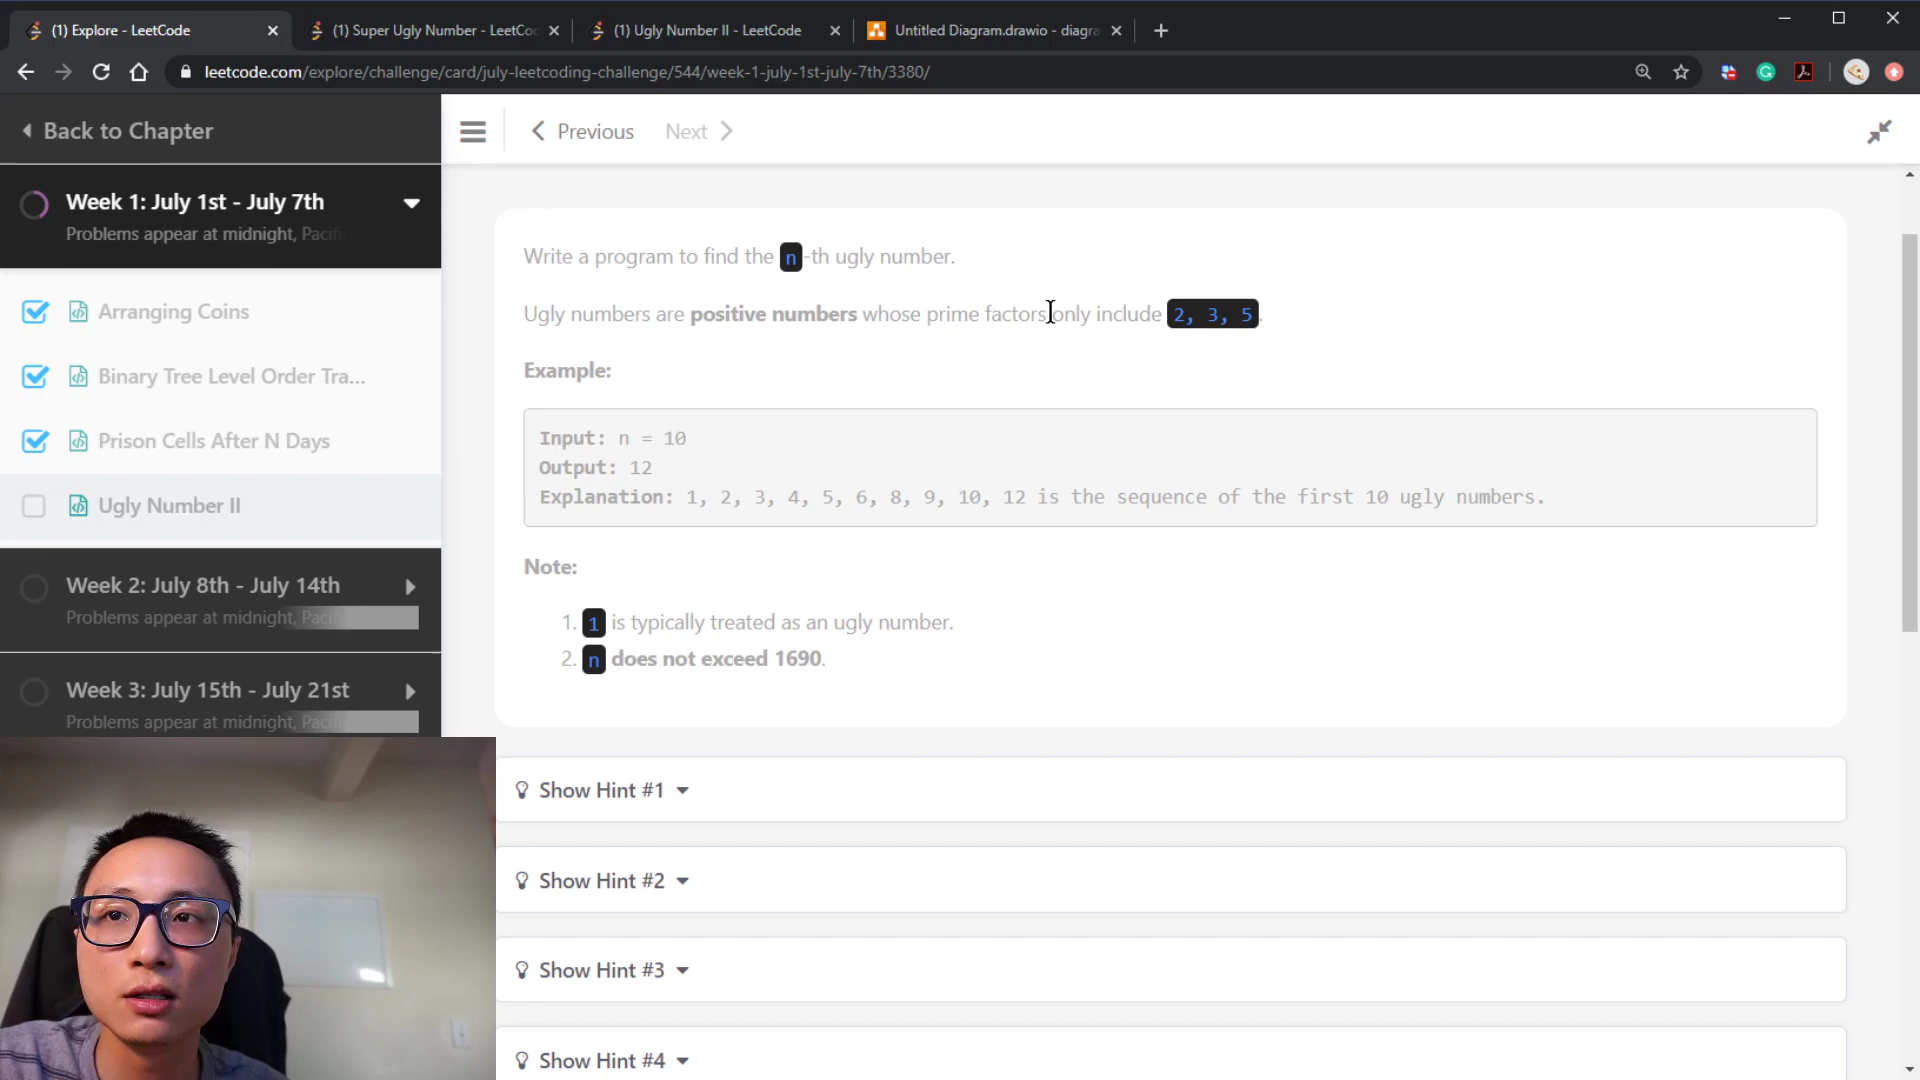 (1) Explore - LeetCode
(1) Super Ugly Number - LeetCo
(1) Ugly Number II - LeetCode
Untitled Diagram.drawio - diagra
leetcode.com/explore/challenge/card/july-leetcoding-challenge/544/week-1-july-1st-july-7th/3380/
Back to Chapter
Previous
Next
Week 1: July 1st - July 7th
Problems appear at midnight, Pacifi
Arranging Coins
Binary Tree Level Order Tra...
Prison Cells After N Days
Ugly Number II
Week 2: July 8th - July 14th
Problems appear at midnight, Pacifi
Week 3: July 15th - July 21st
Problems appear at midnight, Pacifi
Write a program to find the n-th ugly number.
Ugly numbers are positive numbers whose prime factors only include 2, 3, 5.
Example:
Input: n = 10
Output: 12
Explanation: 1, 2, 3, 4, 5, 6, 8, 9, 10, 12 is the sequence of the first 10 ugly numbers.
Note:
1. 1 is typically treated as an ugly number.
2. n does not exceed 1690.
Show Hint #1
Show Hint #2
Show Hint #3
Show Hint #4